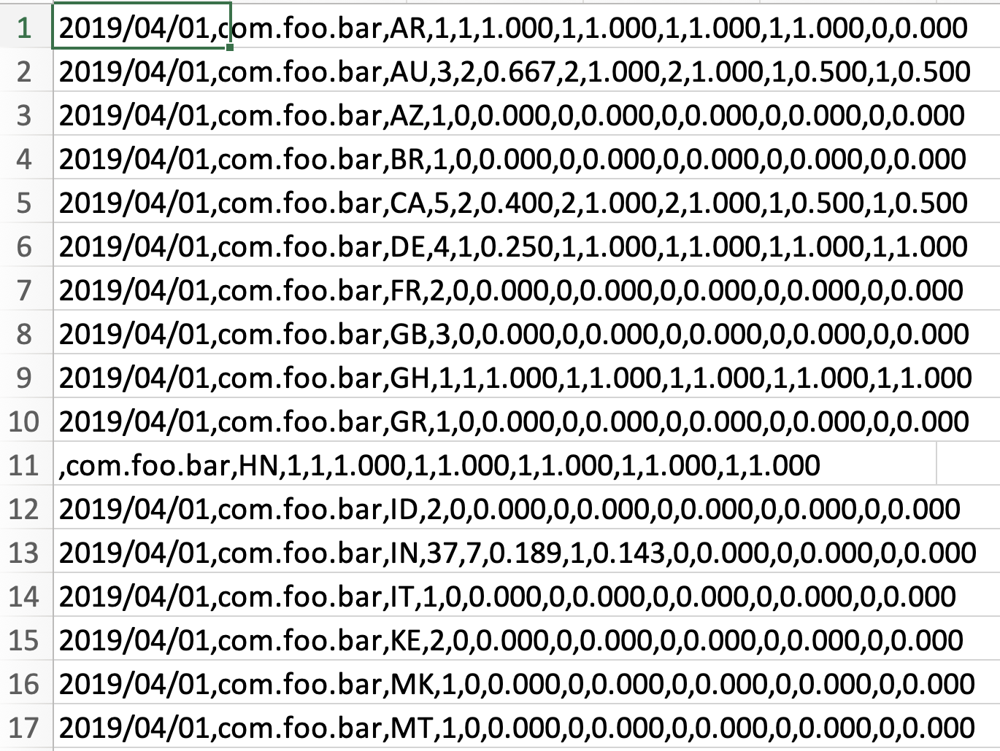 1 2019/04/01,com.foo.bar,AR,1,1,1.000,1,1.000,1,1.000,1,1.000,0,0.000
2 2019/04/01,com.foo.bar,AU,3,2,0.667,2,1.000,2,1.000,1,0.500,1,0.500
3 2019/04/01,com.foo.bar,AZ,1,0,0.000,0,0.000,0,0.000,0,0.000,0,0.000
4 2019/04/01,com.foo.bar,BR,1,0,0.000,0,0.000,0,0.000,0,0.000,0,0.000
5 2019/04/01,com.foo.bar,CA,5,2,0.400,2,1.000,2,1.000,1,0.500,1,0.500
6 2019/04/01,com.foo.bar,DE,4,1,0.250,1,1.000,1,1.000,1,1.000,1,1.000
7 2019/04/01,com.foo.bar,FR,2,0,0.000,0,0.000,0,0.000,0,0.000,0,0.000
8 2019/04/01,com.foo.bar,GB,3,0,0.000,0,0.000,0,0.000,0,0.000,0,0.000
9 2019/04/01,com.foo.bar,GH,1,1,1.000,1,1.000,1,1.000,1,1.000,1,1.000
10 2019/04/01,com.foo.bar,GR,1,0,0.000,0,0.000,0,0.000,0,0.000,0,0.000
11 ,com.foo.bar,HN,1,1,1.000,1,1.000,1,1.000,1,1.000,1,1.000
12 2019/04/01,com.foo.bar,ID,2,0,0.000,0,0.000,0,0.000,0,0.000,0,0.000
13 2019/04/01,com.foo.bar,IN,37,7,0.189,1,0.143,0,0.000,0,0.000,0,0.000
14 2019/04/01,com.foo.bar,IT,1,0,0.000,0,0.000,0,0.000,0,0.000,0,0.000
15 2019/04/01,com.foo.bar,KE,2,0,0.000,0,0.000,0,0.000,0,0.000,0,0.000
16 2019/04/01,com.foo.bar,MK,1,0,0.000,0,0.000,0,0.000,0,0.000,0,0.000
17 2019/04/01,com.foo.bar,MT,1,0,0.000,0,0.000,0,0.000,0,0.000,0,0.000